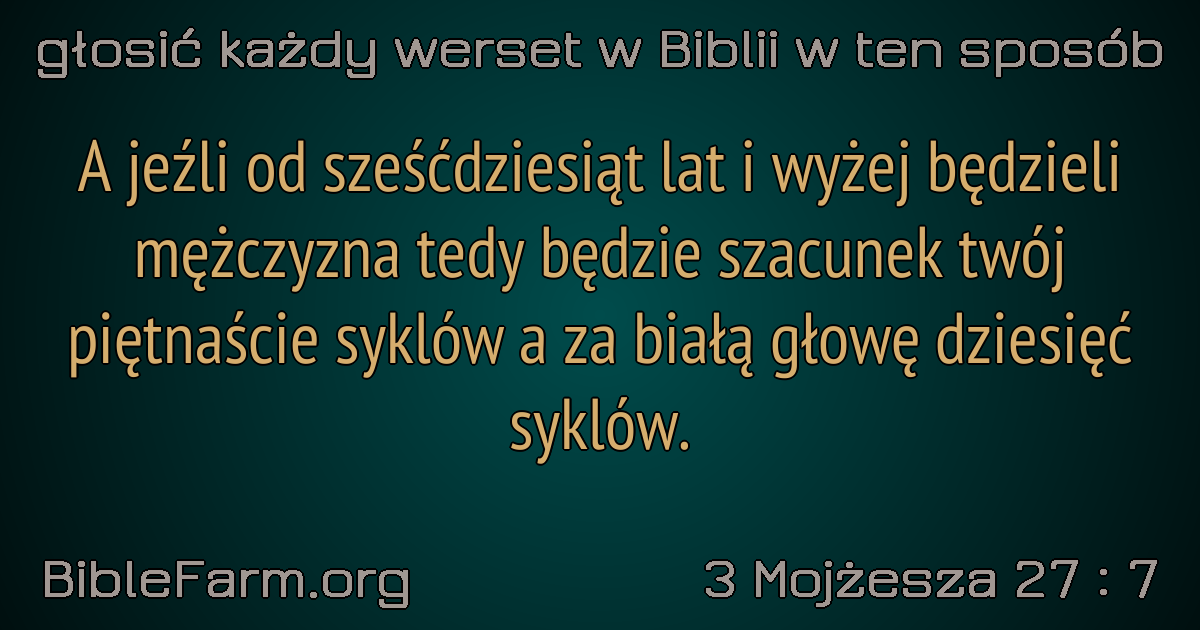 głosić każdy werset w Biblii w ten sposób
A jeźli od sześćdziesiąt lat i wyżej będzieli
mężczyzna tedy będzie szacunek twój
piętnaście syklów a za białą głowę dziesięć
syklów.
BibleFarm.org
3 Mojżesza 27 : 7